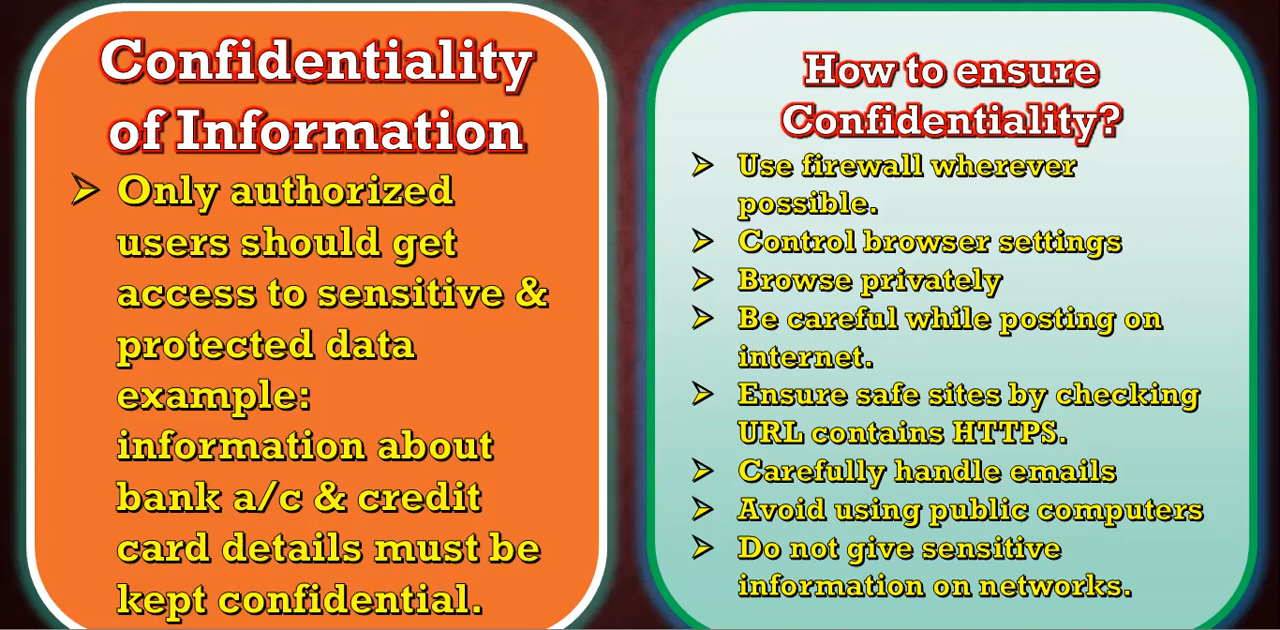 Confidentiality
of Information
➢ Only authorized
users should get
access to sensitive &
protected data
example:
information about
bank a/c & credit
card details must be
kept confidential.
How to ensure
Confidentiality?
➢ Use firewall wherever
possible.
➢ Control browser settings
➢ Browse privately
➢ Be careful while posting on
internet.
➢ Ensure safe sites by checking
URL contains HTTPS.
➢ Carefully handle emails
➢ Avoid using public computers
➢ Do not give sensitive
information on networks.